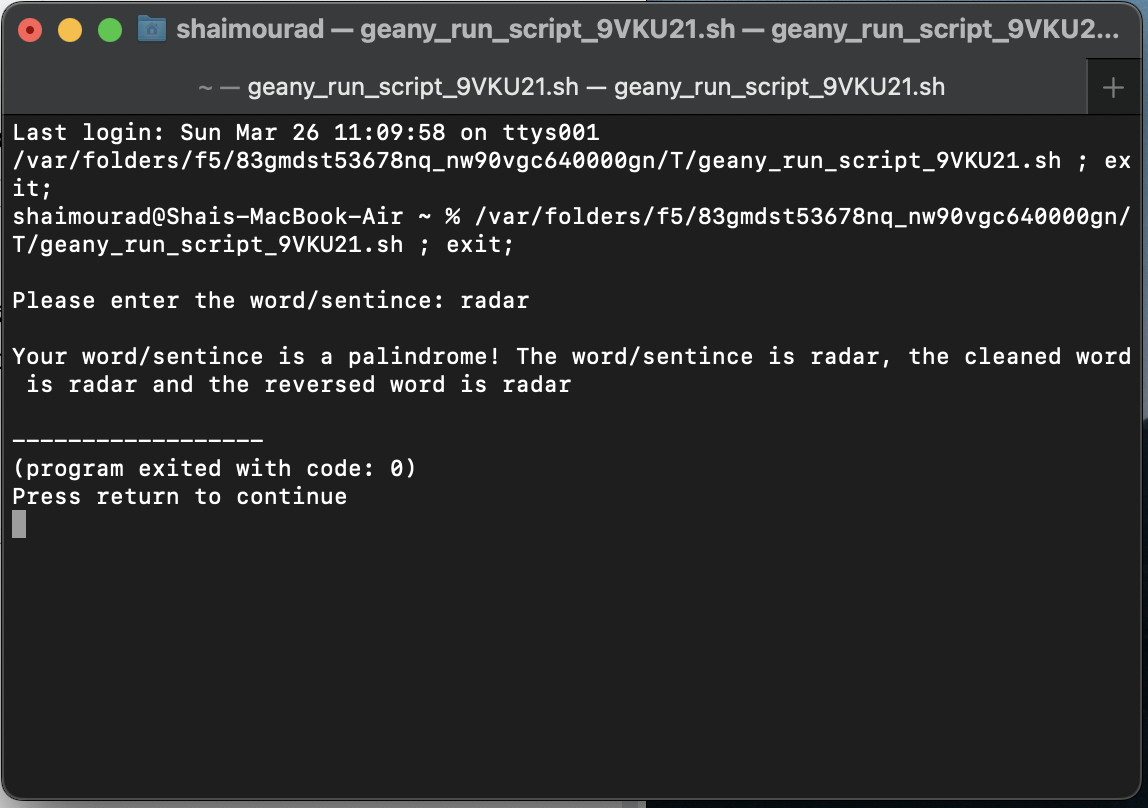 shaimourad — geany_run_script_9VKU21.sh — geany_run_script_9VKU2...
~ — geany_run_script_9VKU21.sh — geany_run_script_9VKU21.sh
Last login: Sun Mar 26 11:09:58 on ttys001
/var/folders/f5/83gmdst53678nq_nw90vgc640000gn/T/geany_run_script_9VKU21.sh ; ex
it;
shaimourad@Shais-MacBook-Air ~ % /var/folders/f5/83gmdst53678nq_nw90vgc640000gn/
T/geany_run_script_9VKU21.sh ; exit;
Please enter the word/sentince: radar
Your word/sentince is a palindrome! The word/sentince is radar, the cleaned word
 is radar and the reversed word is radar
------------------
(program exited with code: 0)
Press return to continue